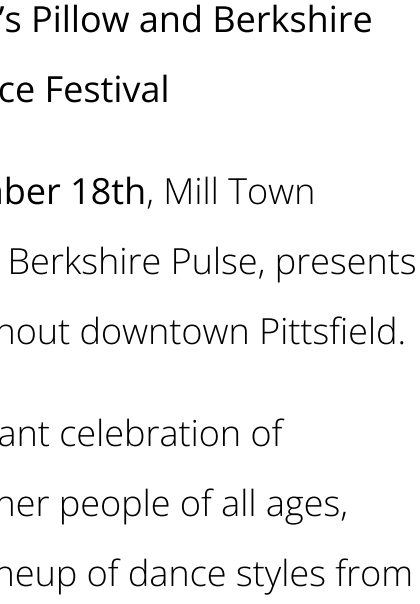 ’s Pillow and Berkshire
ce Festival
ber 18th, Mill Town
Berkshire Pulse, presents
hout downtown Pittsfield.
ant celebration of
her people of all ages,
neup of dance styles from